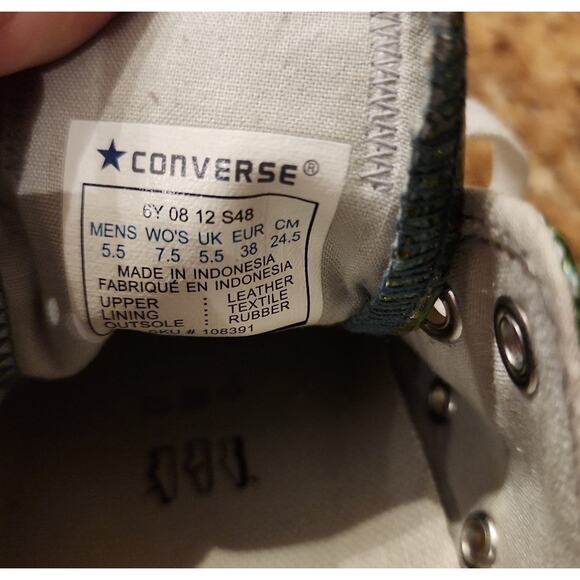 ★CONVERSE®
6Y 08 12 S48
MENS WO'S UK EUR CM
5.5 7.5 5.5 38 24.5
MADE IN INDONESIA
FABRIQUÉ EN INDONESIA
UPPER : LEATHER
LINING : TEXTILE
OUTSOLE : RUBBER
SKU # 108391